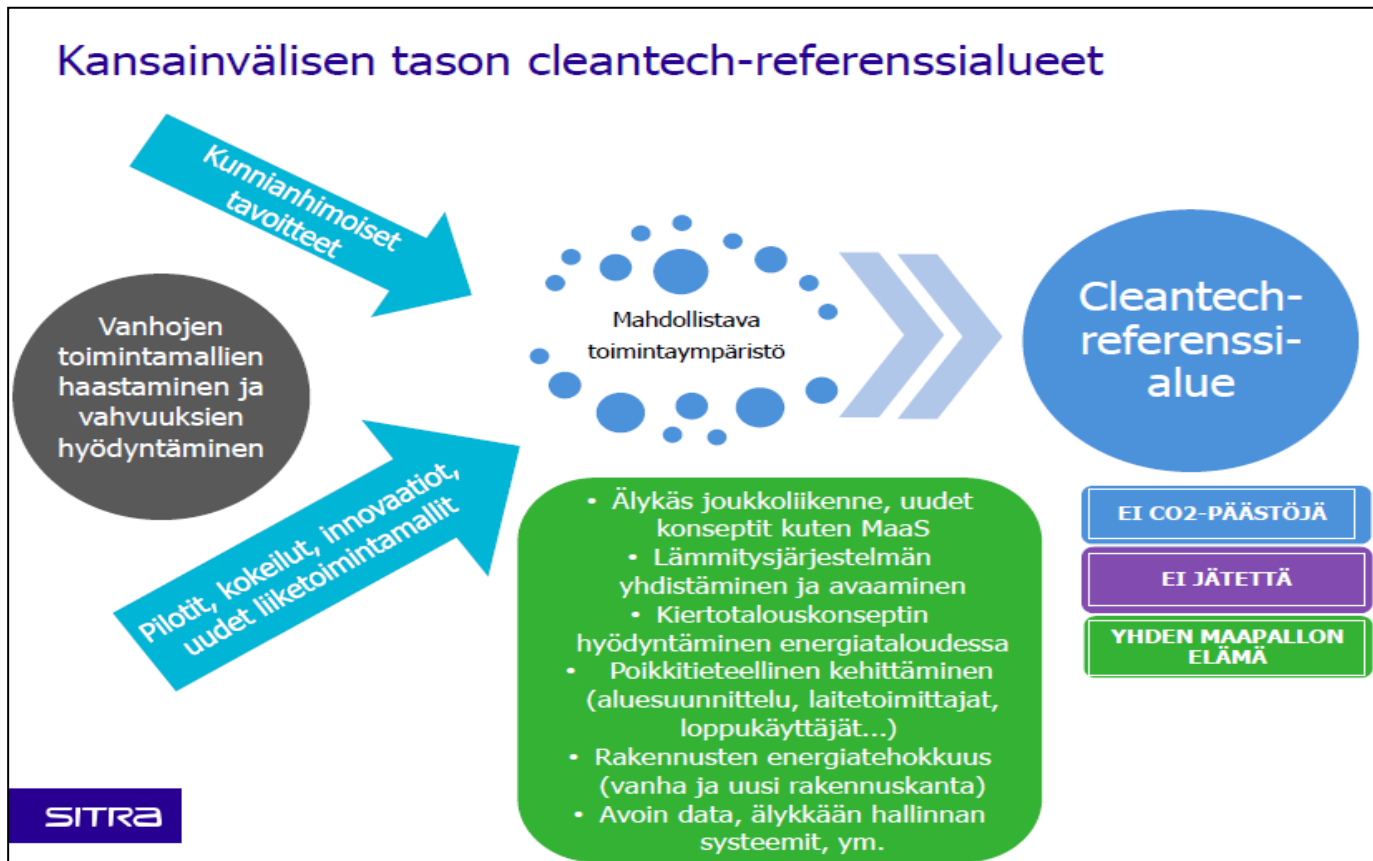 Kansainvälisen tason cleantech-referenssialueet
Kunnianhimoiset
tavoitteet
Vanhojen
toimintamallien
haastaminen ja
vahvuuksien
hyödyntäminen
Pilotit, kokeilut, innovaatiot,
uudet liiketoimintamallit
Mahdollistava
toimintaympäristö
Cleantech-
referenssi-
alue
• Älykäs joukkoliikenne, uudet
konseptit kuten MaaS
• Lämmitysjärjestelmän
yhdistäminen ja avaaminen
• Kiertotalouskonseptin
hyödyntäminen energiataloudessa
• Poikkitieteellinen kehittäminen
(aluesuunnittelu, laitetoimittajat,
loppukäyttäjät...)
• Rakennusten energiatehokkuus
(vanha ja uusi rakennuskanta)
• Avoin data, älykkään hallinnan
systeemit, ym.
EI CO2-PÄÄSTÖJÄ
EI JÄTETTÄ
YHDEN MAAPALLON
ELÄMÄ
SITRA